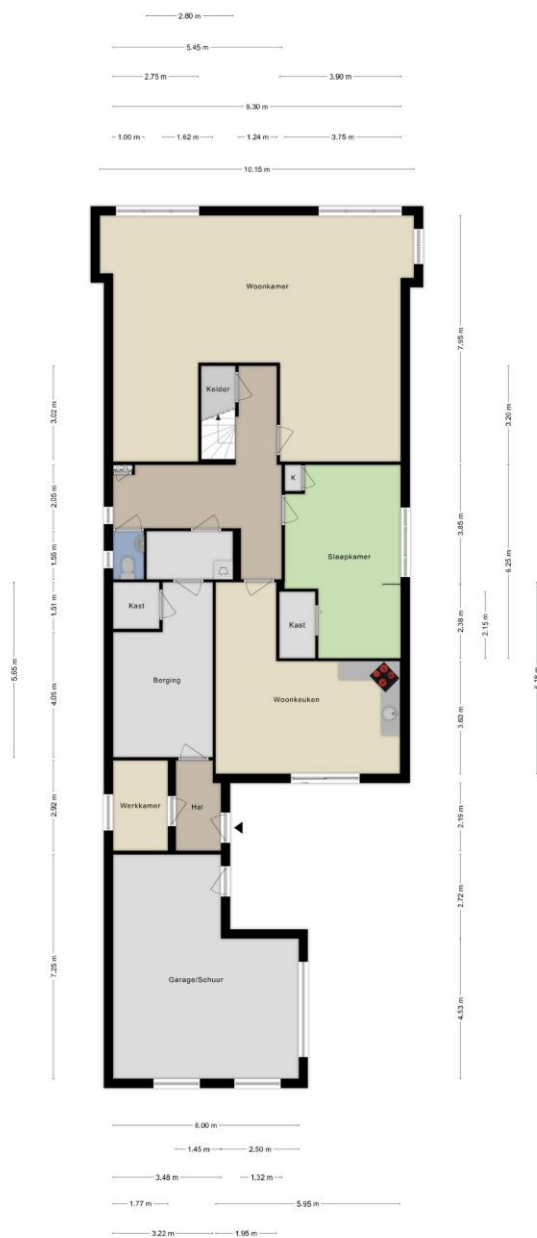 2.80 m
5.45 m
2.75 m 3.90 m
9.30 m
1.00 m 1.62 m 1.24 m 3.75 m
10.15 m
Woonkamer
7.95 m
Kelder
3.02 m
3.20 m
K
2.05 m
3.85 m
Slaapkamer
1.55 m
6.25 m
1.51 m
Kast
Kast
2.38 m
2.15 m
5.65 m
Berging
4.05 m
Woonkeuken
3.63 m
6.18 m
Werkkamer
Hal
2.92 m
2.19 m
2.72 m
Garage/Schuur
7.25 m
4.53 m
6.00 m
1.45 m 2.50 m
3.48 m 1.32 m
1.77 m 5.95 m
3.22 m 1.95 m